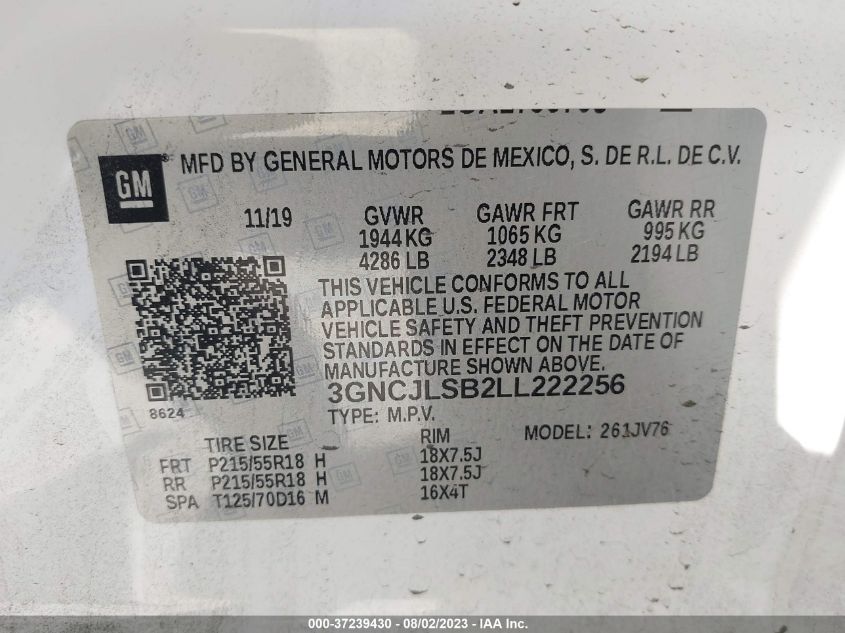 GM
MFD BY GENERAL MOTORS DE MEXICO, S. DE R.L. DE C.V.
11/19 GVWR GAWR FRT GAWR RR
1944 KG 1065 KG 995 KG
4286 LB 2348 LB 2194 LB
THIS VEHICLE CONFORMS TO ALL
APPLICABLE U.S. FEDERAL MOTOR
VEHICLE SAFETY AND THEFT PREVENTION
STANDARDS IN EFFECT ON THE DATE OF
MANUFACTURE SHOWN ABOVE.
3GNCJLSB2LL222256
8624
TYPE: M.P.V.
TIRE SIZE RIM MODEL: 261JV76
FRT P215/55R18 H 18X7.5J
RR P215/55R18 H 18X7.5J
SPA T125/70D16 M 16X4T
000-37239430 - 08/02/2023 - © IAA Inc.